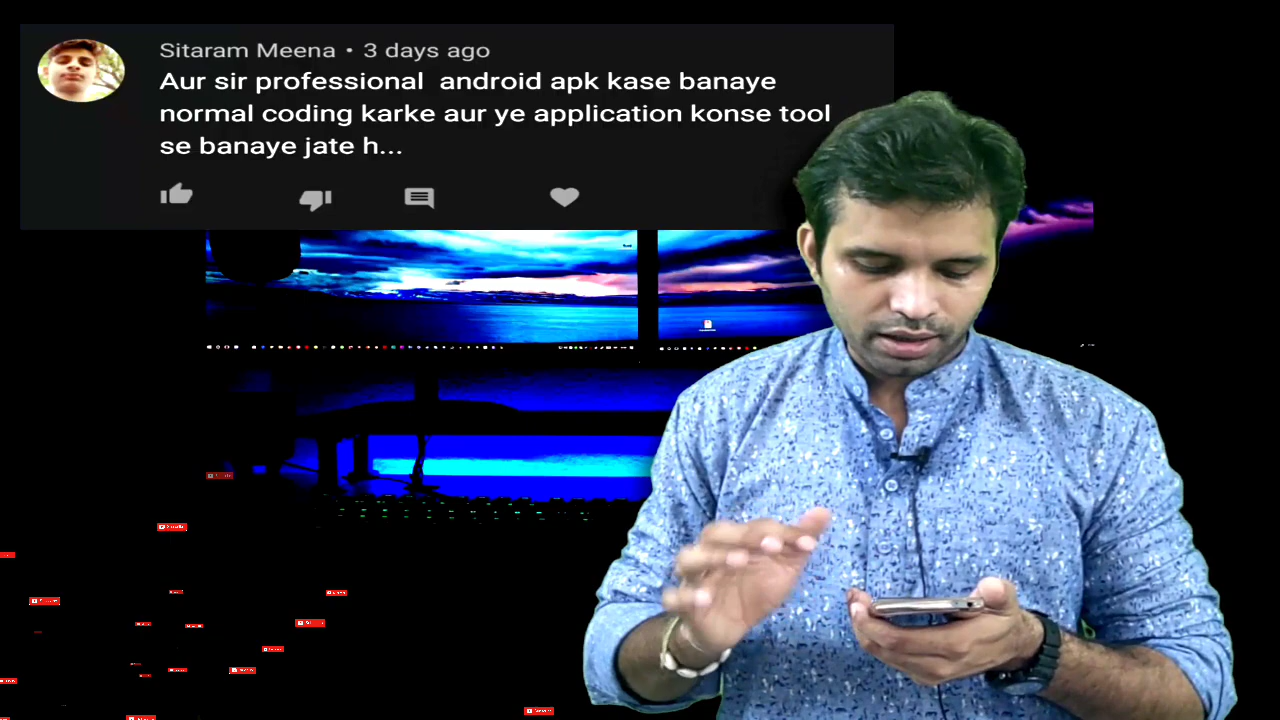 Sitaram Meena • 3 days ago
Aur sir professional android apk kase banaye
normal coding karke aur ye application konse tool
se banaye jate h...